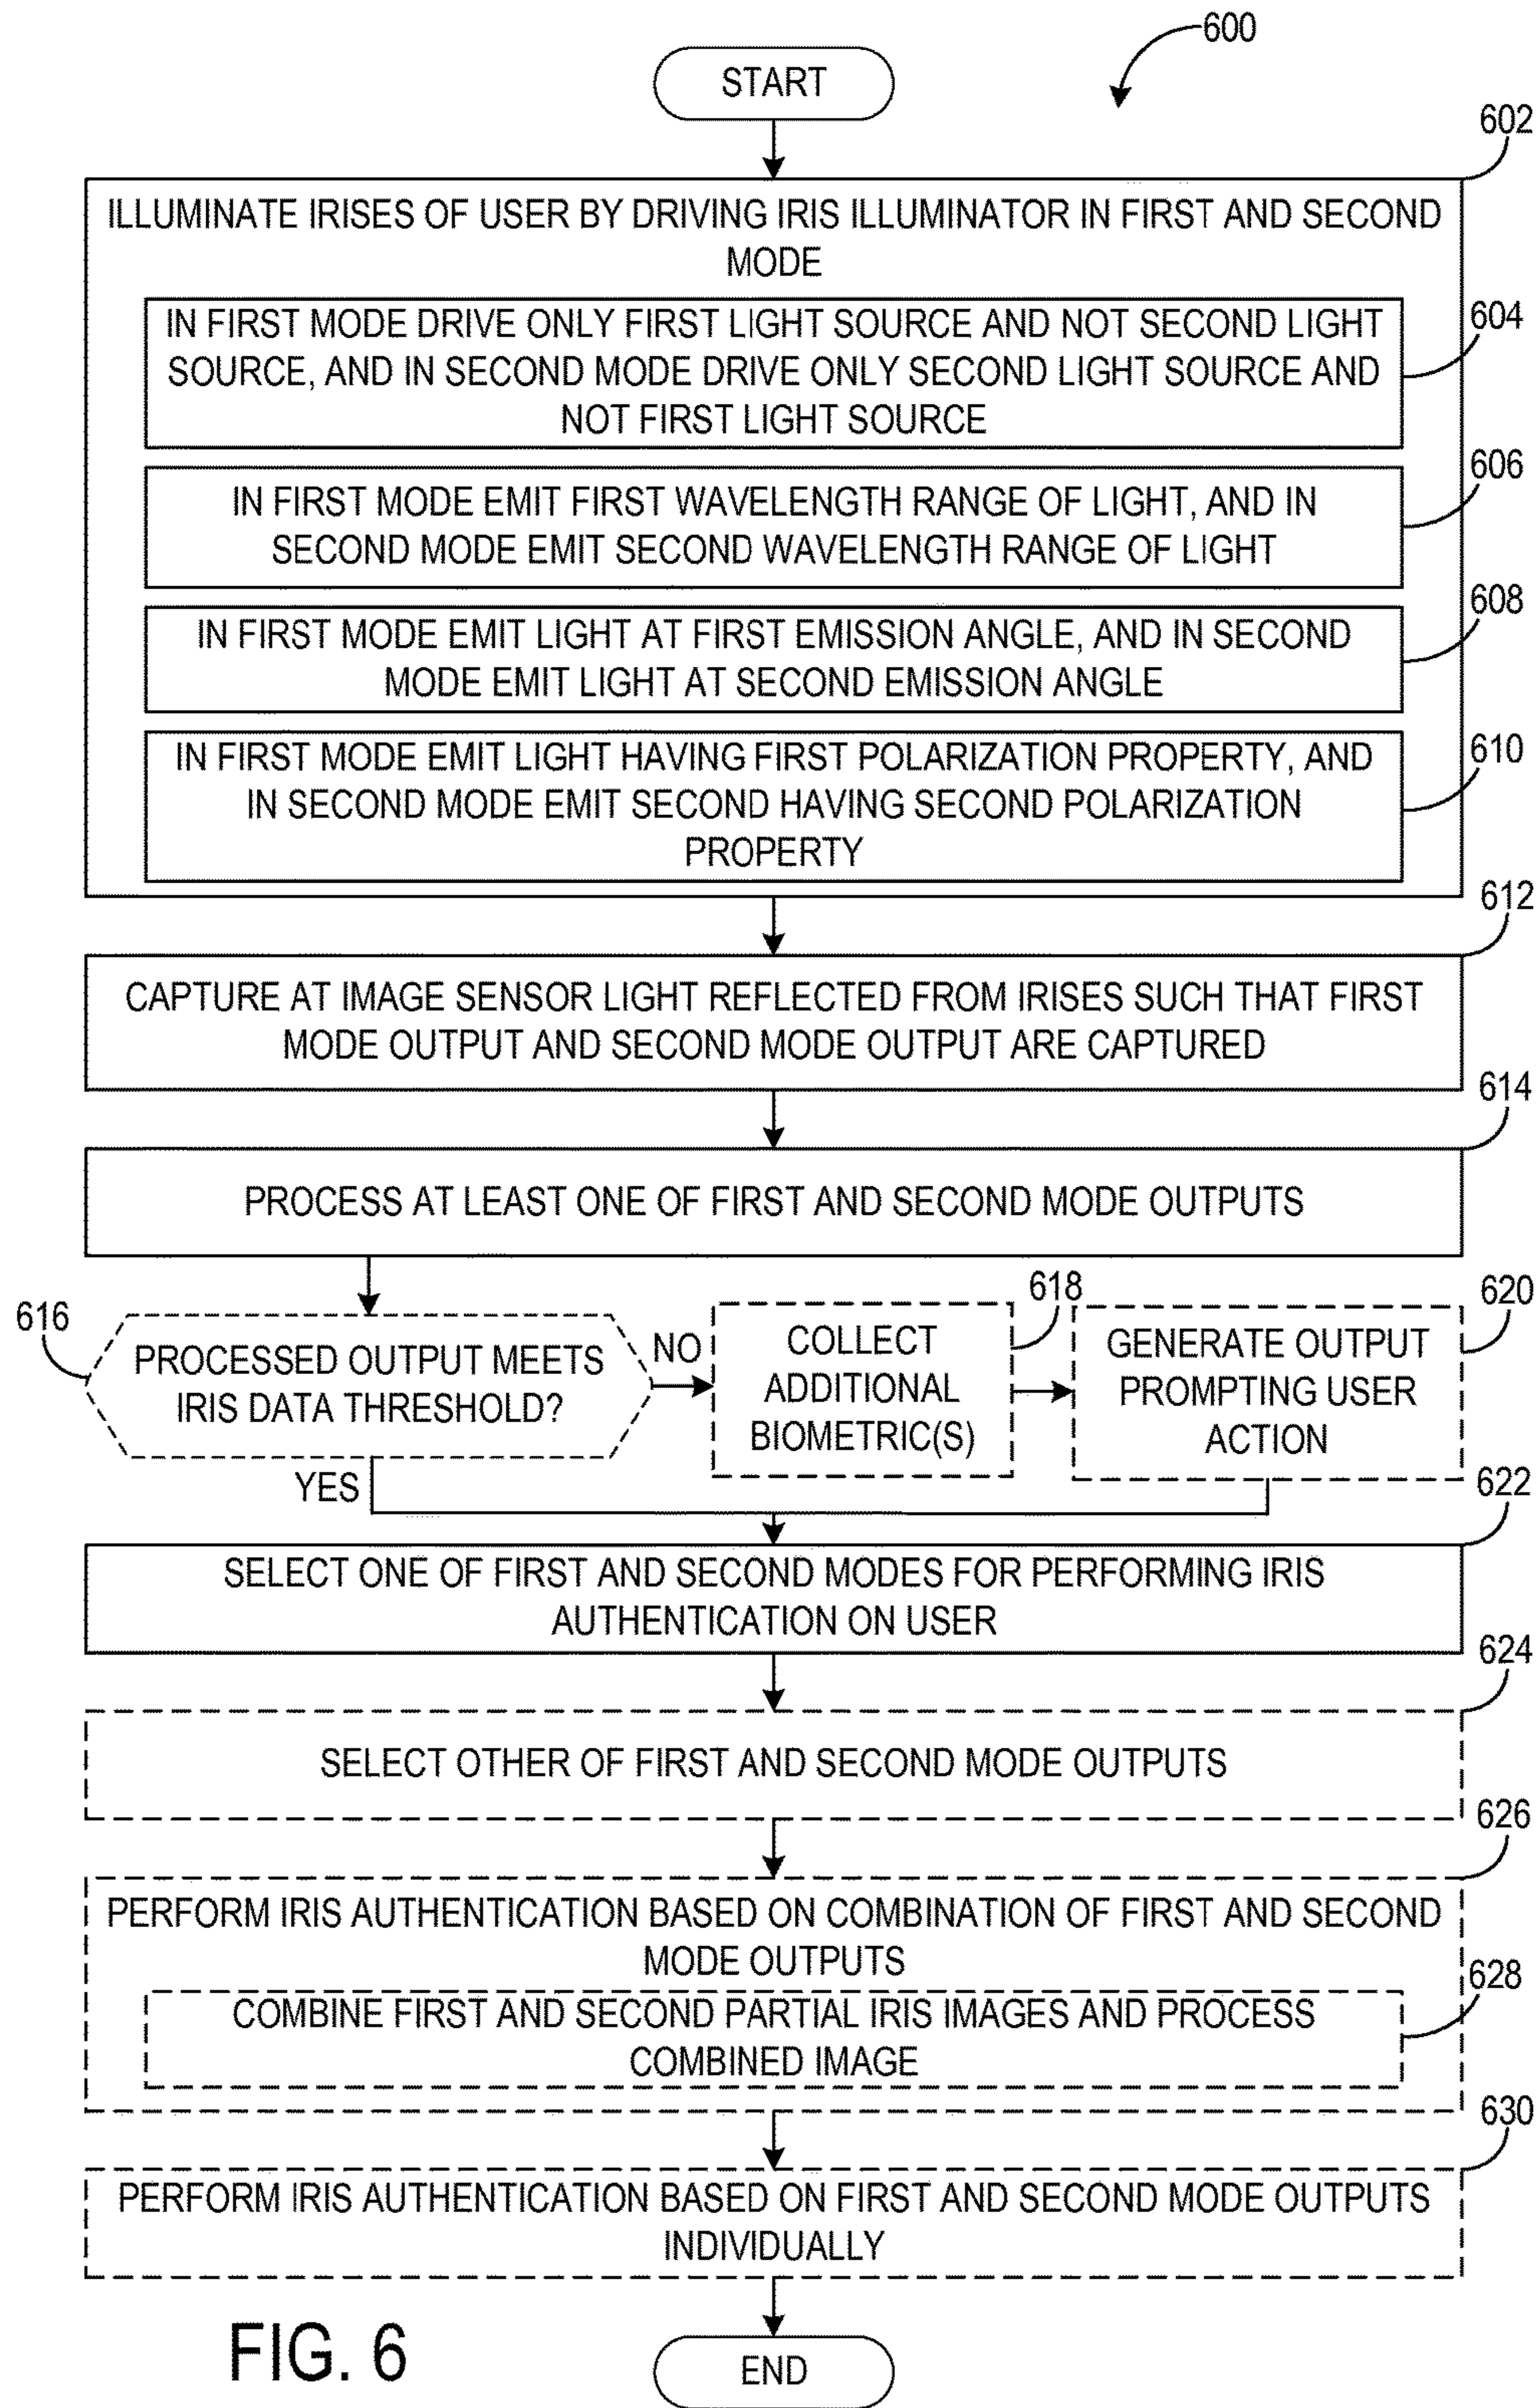 600
START
602
ILLUMINATE IRISES OF USER BY DRIVING IRIS ILLUMINATOR IN FIRST AND SECOND
MODE
604
IN FIRST MODE DRIVE ONLY FIRST LIGHT SOURCE AND NOT SECOND LIGHT
SOURCE, AND IN SECOND MODE DRIVE ONLY SECOND LIGHT SOURCE AND
NOT FIRST LIGHT SOURCE
606
IN FIRST MODE EMIT FIRST WAVELENGTH RANGE OF LIGHT, AND IN
SECOND MODE EMIT SECOND WAVELENGTH RANGE OF LIGHT
608
IN FIRST MODE EMIT LIGHT AT FIRST EMISSION ANGLE, AND IN SECOND
MODE EMIT LIGHT AT SECOND EMISSION ANGLE
610
IN FIRST MODE EMIT LIGHT HAVING FIRST POLARIZATION PROPERTY, AND
IN SECOND MODE EMIT SECOND HAVING SECOND POLARIZATION
PROPERTY
612
CAPTURE AT IMAGE SENSOR LIGHT REFLECTED FROM IRISES SUCH THAT FIRST
MODE OUTPUT AND SECOND MODE OUTPUT ARE CAPTURED
614
PROCESS AT LEAST ONE OF FIRST AND SECOND MODE OUTPUTS
616
PROCESSED OUTPUT MEETS
IRIS DATA THRESHOLD?
NO
618
COLLECT
ADDITIONAL
BIOMETRIC(S)
620
GENERATE OUTPUT
PROMPTING USER
ACTION
YES
622
SELECT ONE OF FIRST AND SECOND MODES FOR PERFORMING IRIS
AUTHENTICATION ON USER
624
SELECT OTHER OF FIRST AND SECOND MODE OUTPUTS
626
PERFORM IRIS AUTHENTICATION BASED ON COMBINATION OF FIRST AND SECOND
MODE OUTPUTS
628
COMBINE FIRST AND SECOND PARTIAL IRIS IMAGES AND PROCESS
COMBINED IMAGE
630
PERFORM IRIS AUTHENTICATION BASED ON FIRST AND SECOND MODE OUTPUTS
INDIVIDUALLY
END
FIG. 6